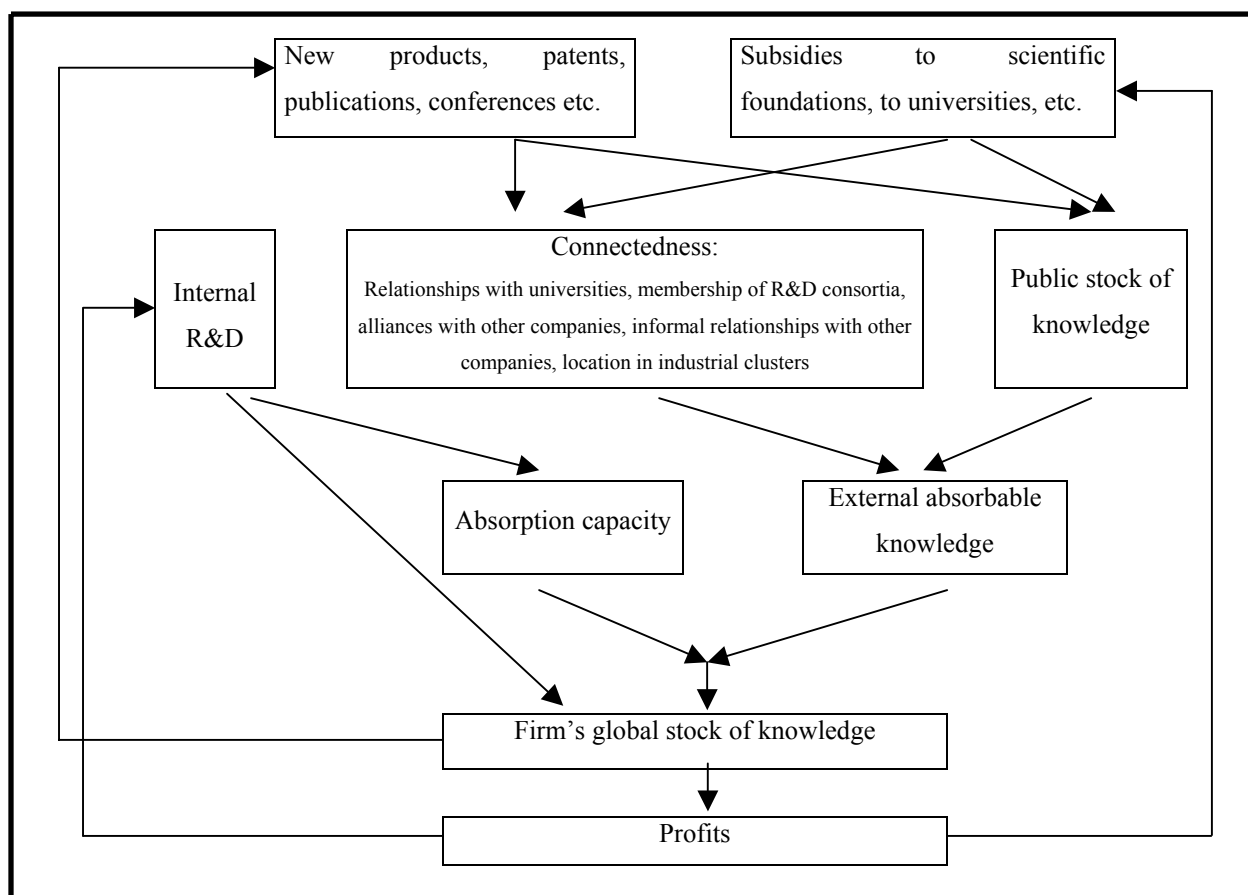 New products, patents,
publications, conferences etc.
Subsidies to scientific
foundations, to universities, etc.
Internal
R&D
Connectedness:
Relationships with universities, membership of R&D consortia,
alliances with other companies, informal relationships with other
companies, location in industrial clusters
Public stock of
knowledge
Absorption capacity
External absorbable
knowledge
Firm's global stock of knowledge
Profits